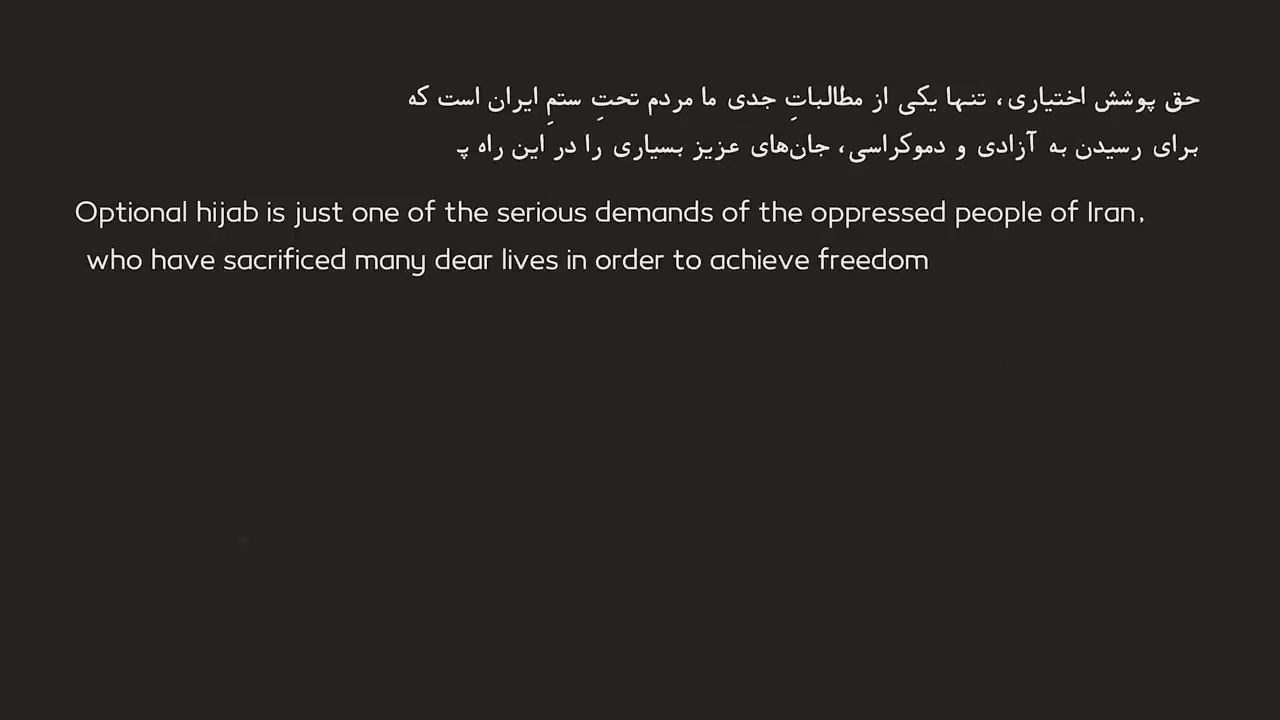 حق پوشش اختیاری، تنها یکی از مطالباتِ جدی ما مردم تحتِ ستمِ ایران است که
برای رسیدن به آزادی و دموکراسی، جان‌های عزیز بسیاری را در این راه پ
Optional hijab is just one of the serious demands of the oppressed people of Iran,
who have sacrificed many dear lives in order to achieve freedom